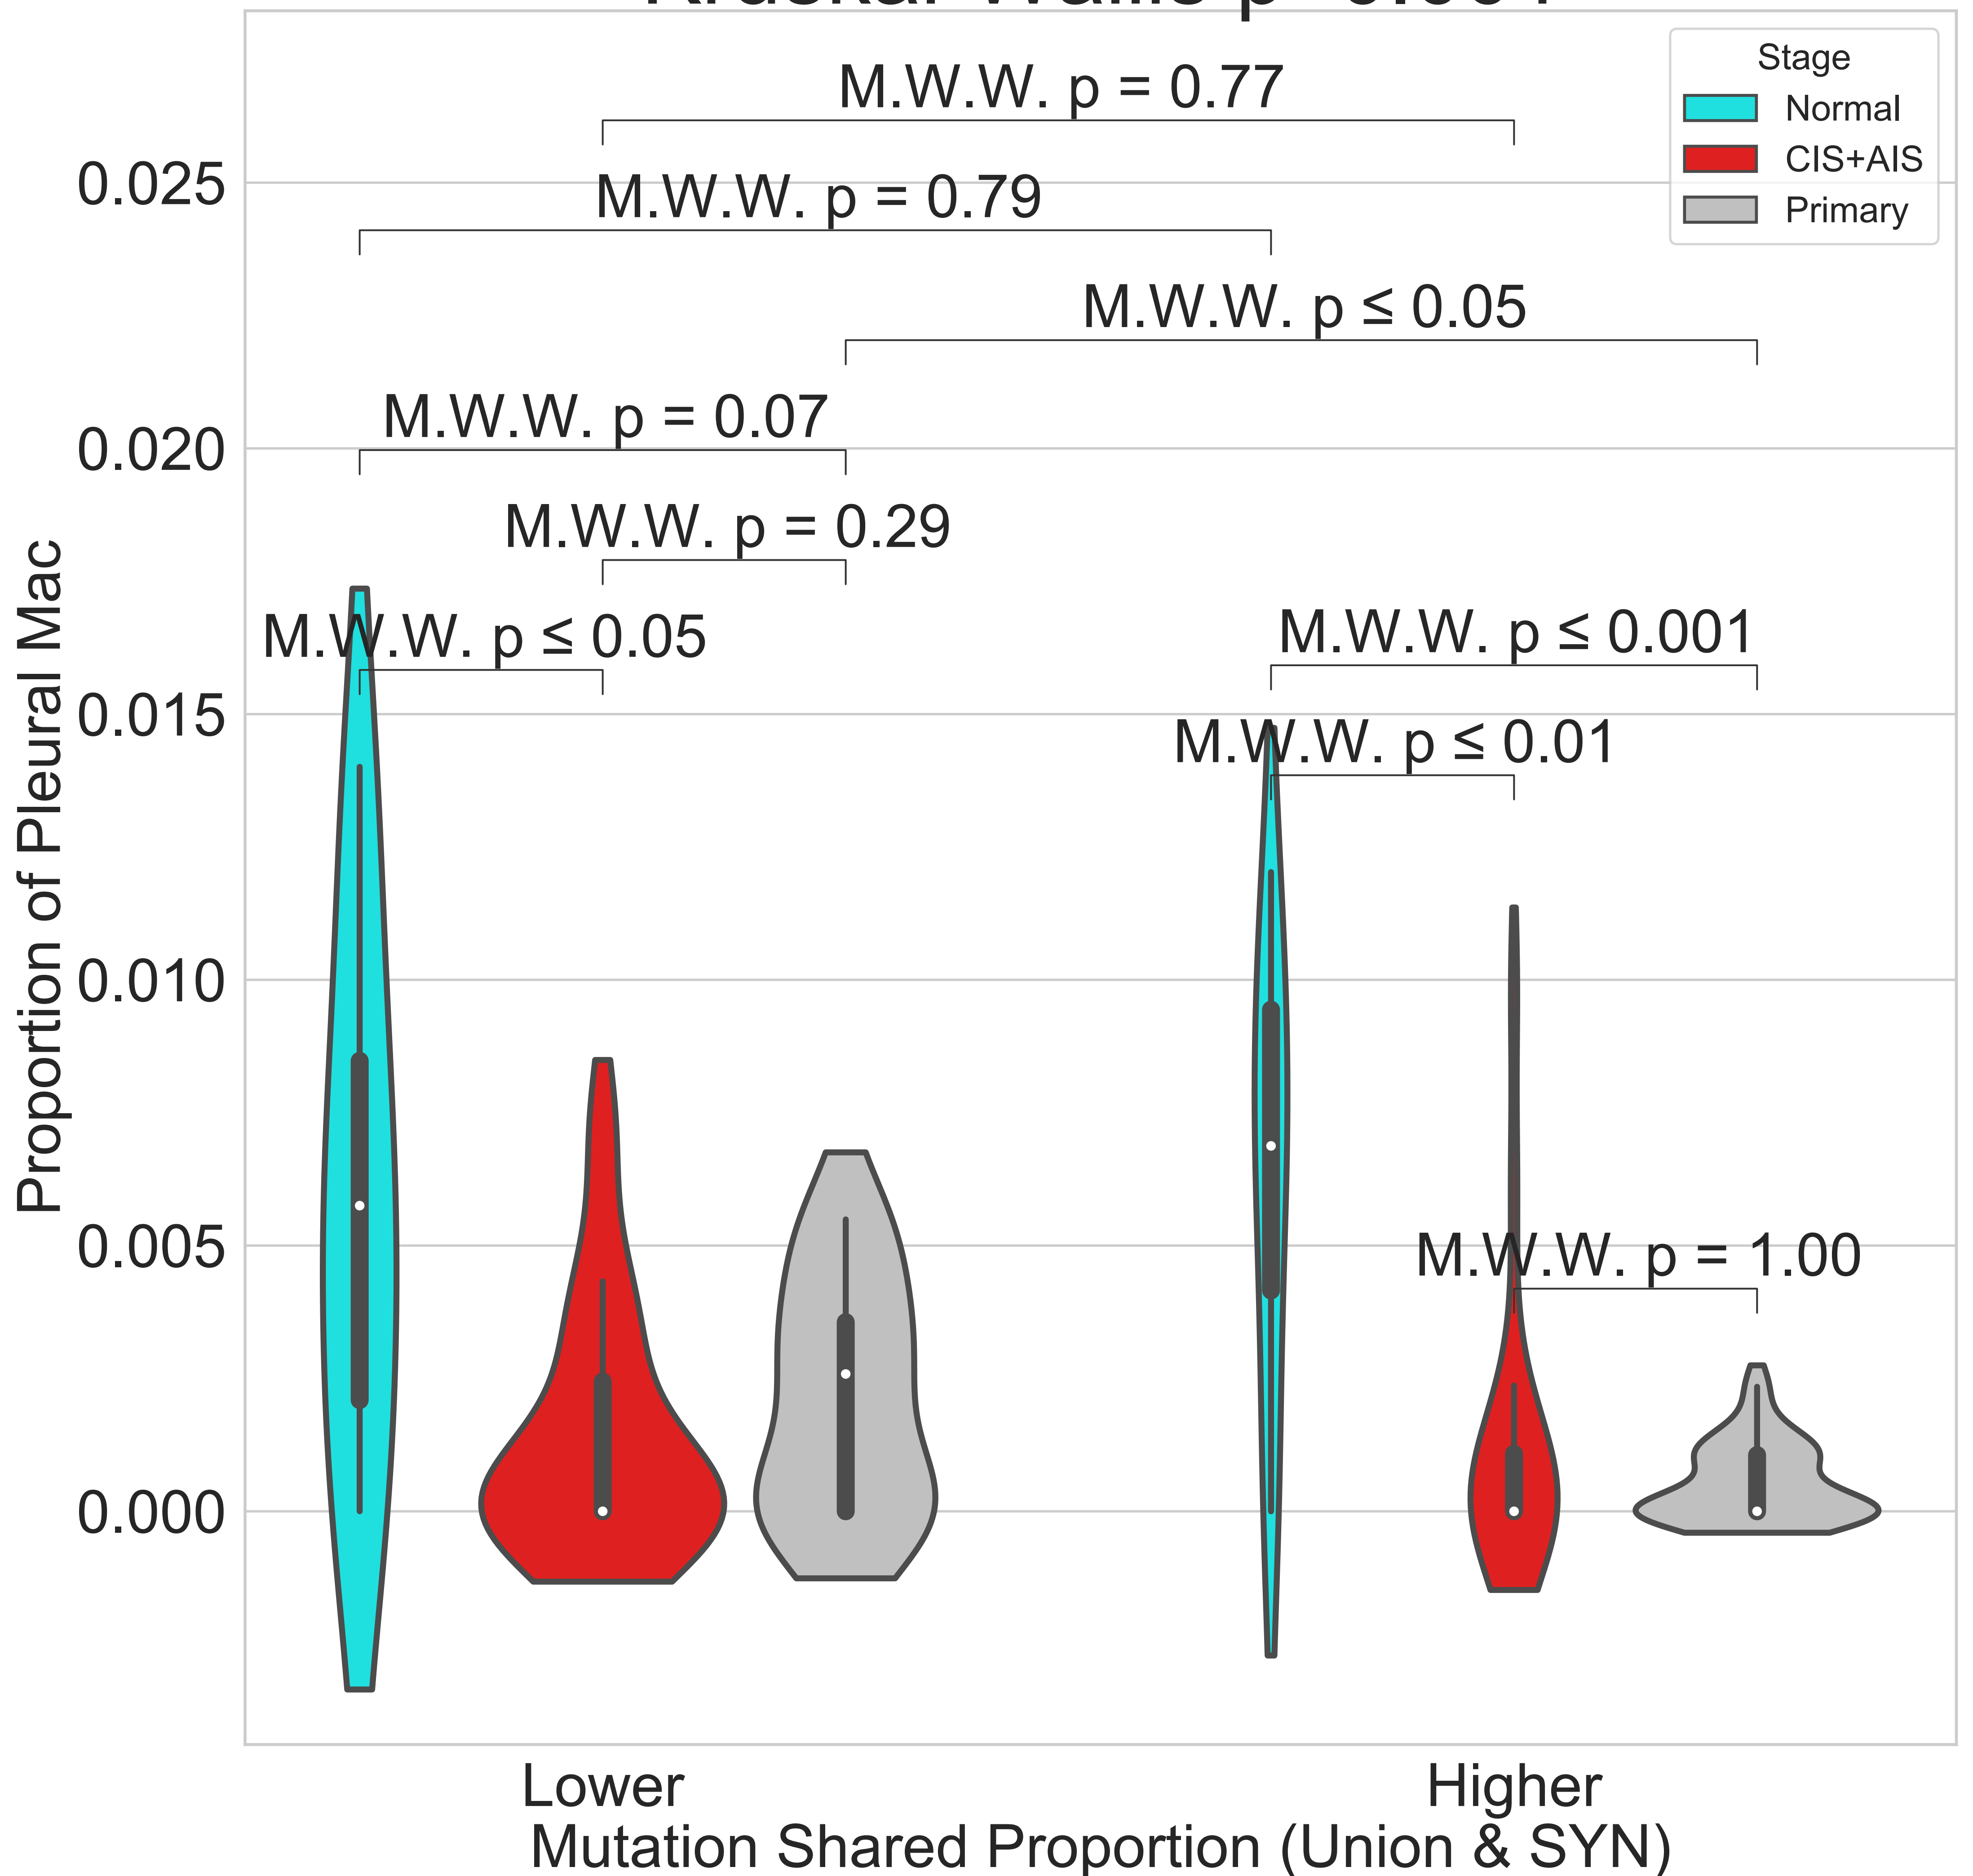 Stage
Normal
CIS+AIS
Primary
M.W.W. p = 0.77
M.W.W. p = 0.79
M.W.W. p ≤ 0.05
M.W.W. p = 0.07
M.W.W. p = 0.29
M.W.W. p ≤ 0.05
M.W.W. p ≤ 0.001
M.W.W. p ≤ 0.01
M.W.W. p = 1.00
0.025
0.020
0.015
0.010
0.005
0.000
Proportion of Pleural Mac
Lower
Higher
Mutation Shared Proportion (Union & SYN)